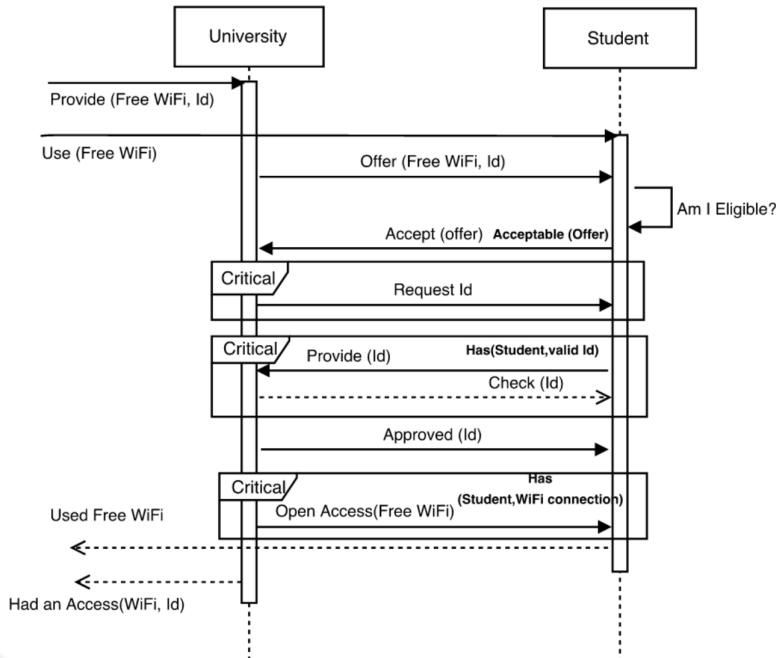 University
Student
Provide (Free WiFi, Id)
Use (Free WiFi)
Offer (Free WiFi, Id)
Am I Eligible?
Accept (offer) Acceptable (Offer)
Critical
Request Id
Critical
Provide (Id)
Has(Student,valid Id)
Check (Id)
Approved (Id)
Critical
Has
(Student,WiFi connection)
Open Access(Free WiFi)
Used Free WiFi
Had an Access(WiFi, Id)